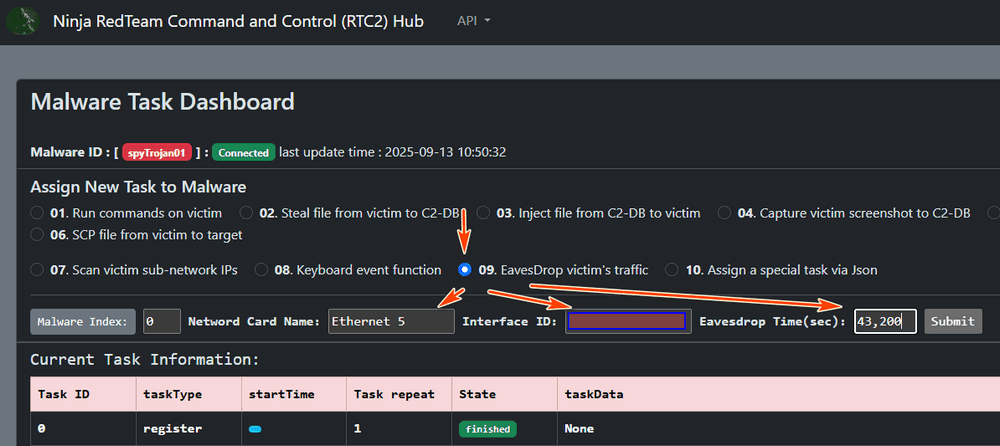 Ninja RedTeam Command and Control (RTC2) Hub API
Malware Task Dashboard
Malware ID : [ spyTrojan01 ] : Connected last update time : 2025-09-13 10:50:32
Assign New Task to Malware
01. Run commands on victim 02. Steal file from victim to C2-DB 03. Inject file from C2-DB to victim 04. Capture victim screenshot to C2-DB
06. SCP file from victim to target
07. Scan victim sub-network IPs 08. Keyboard event function 09. EavesDrop victim's traffic 10. Assign a special task via Json
Malware Index: 0 Netword Card Name: Ethernet 5 Interface ID: Eavesdrop Time(sec): 43,200 Submit
Current Task Information:
Task ID taskType startTime Task repeat State taskData
0 register 1 finished None